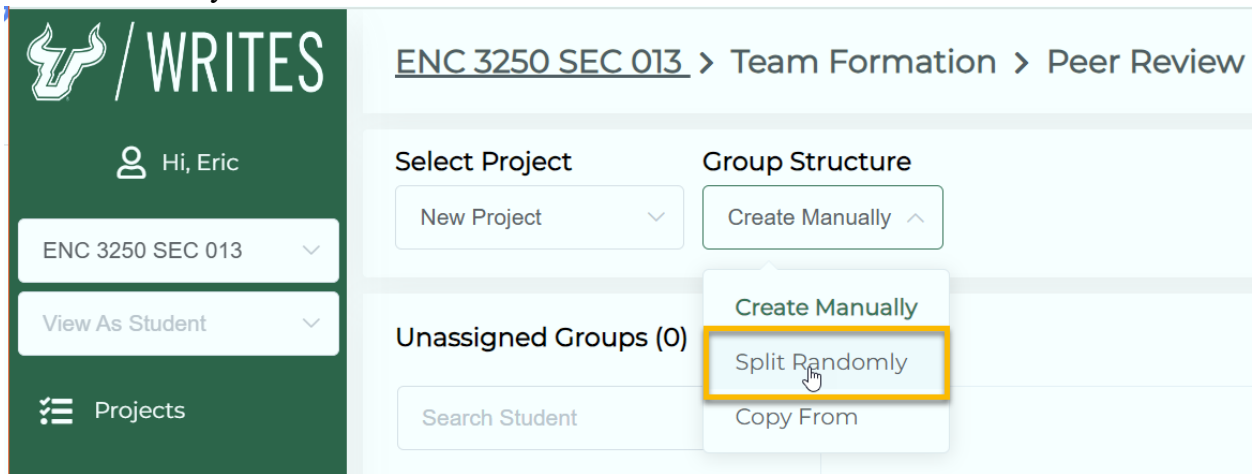 / WRITES
Hi, Eric
ENC 3250 SEC 013
View As Student
Projects
ENC 3250 SEC 013 > Team Formation > Peer Review
Select Project
New Project
Group Structure
Create Manually
Create Manually
Split Randomly
Copy From
Unassigned Groups (0)
Search Student